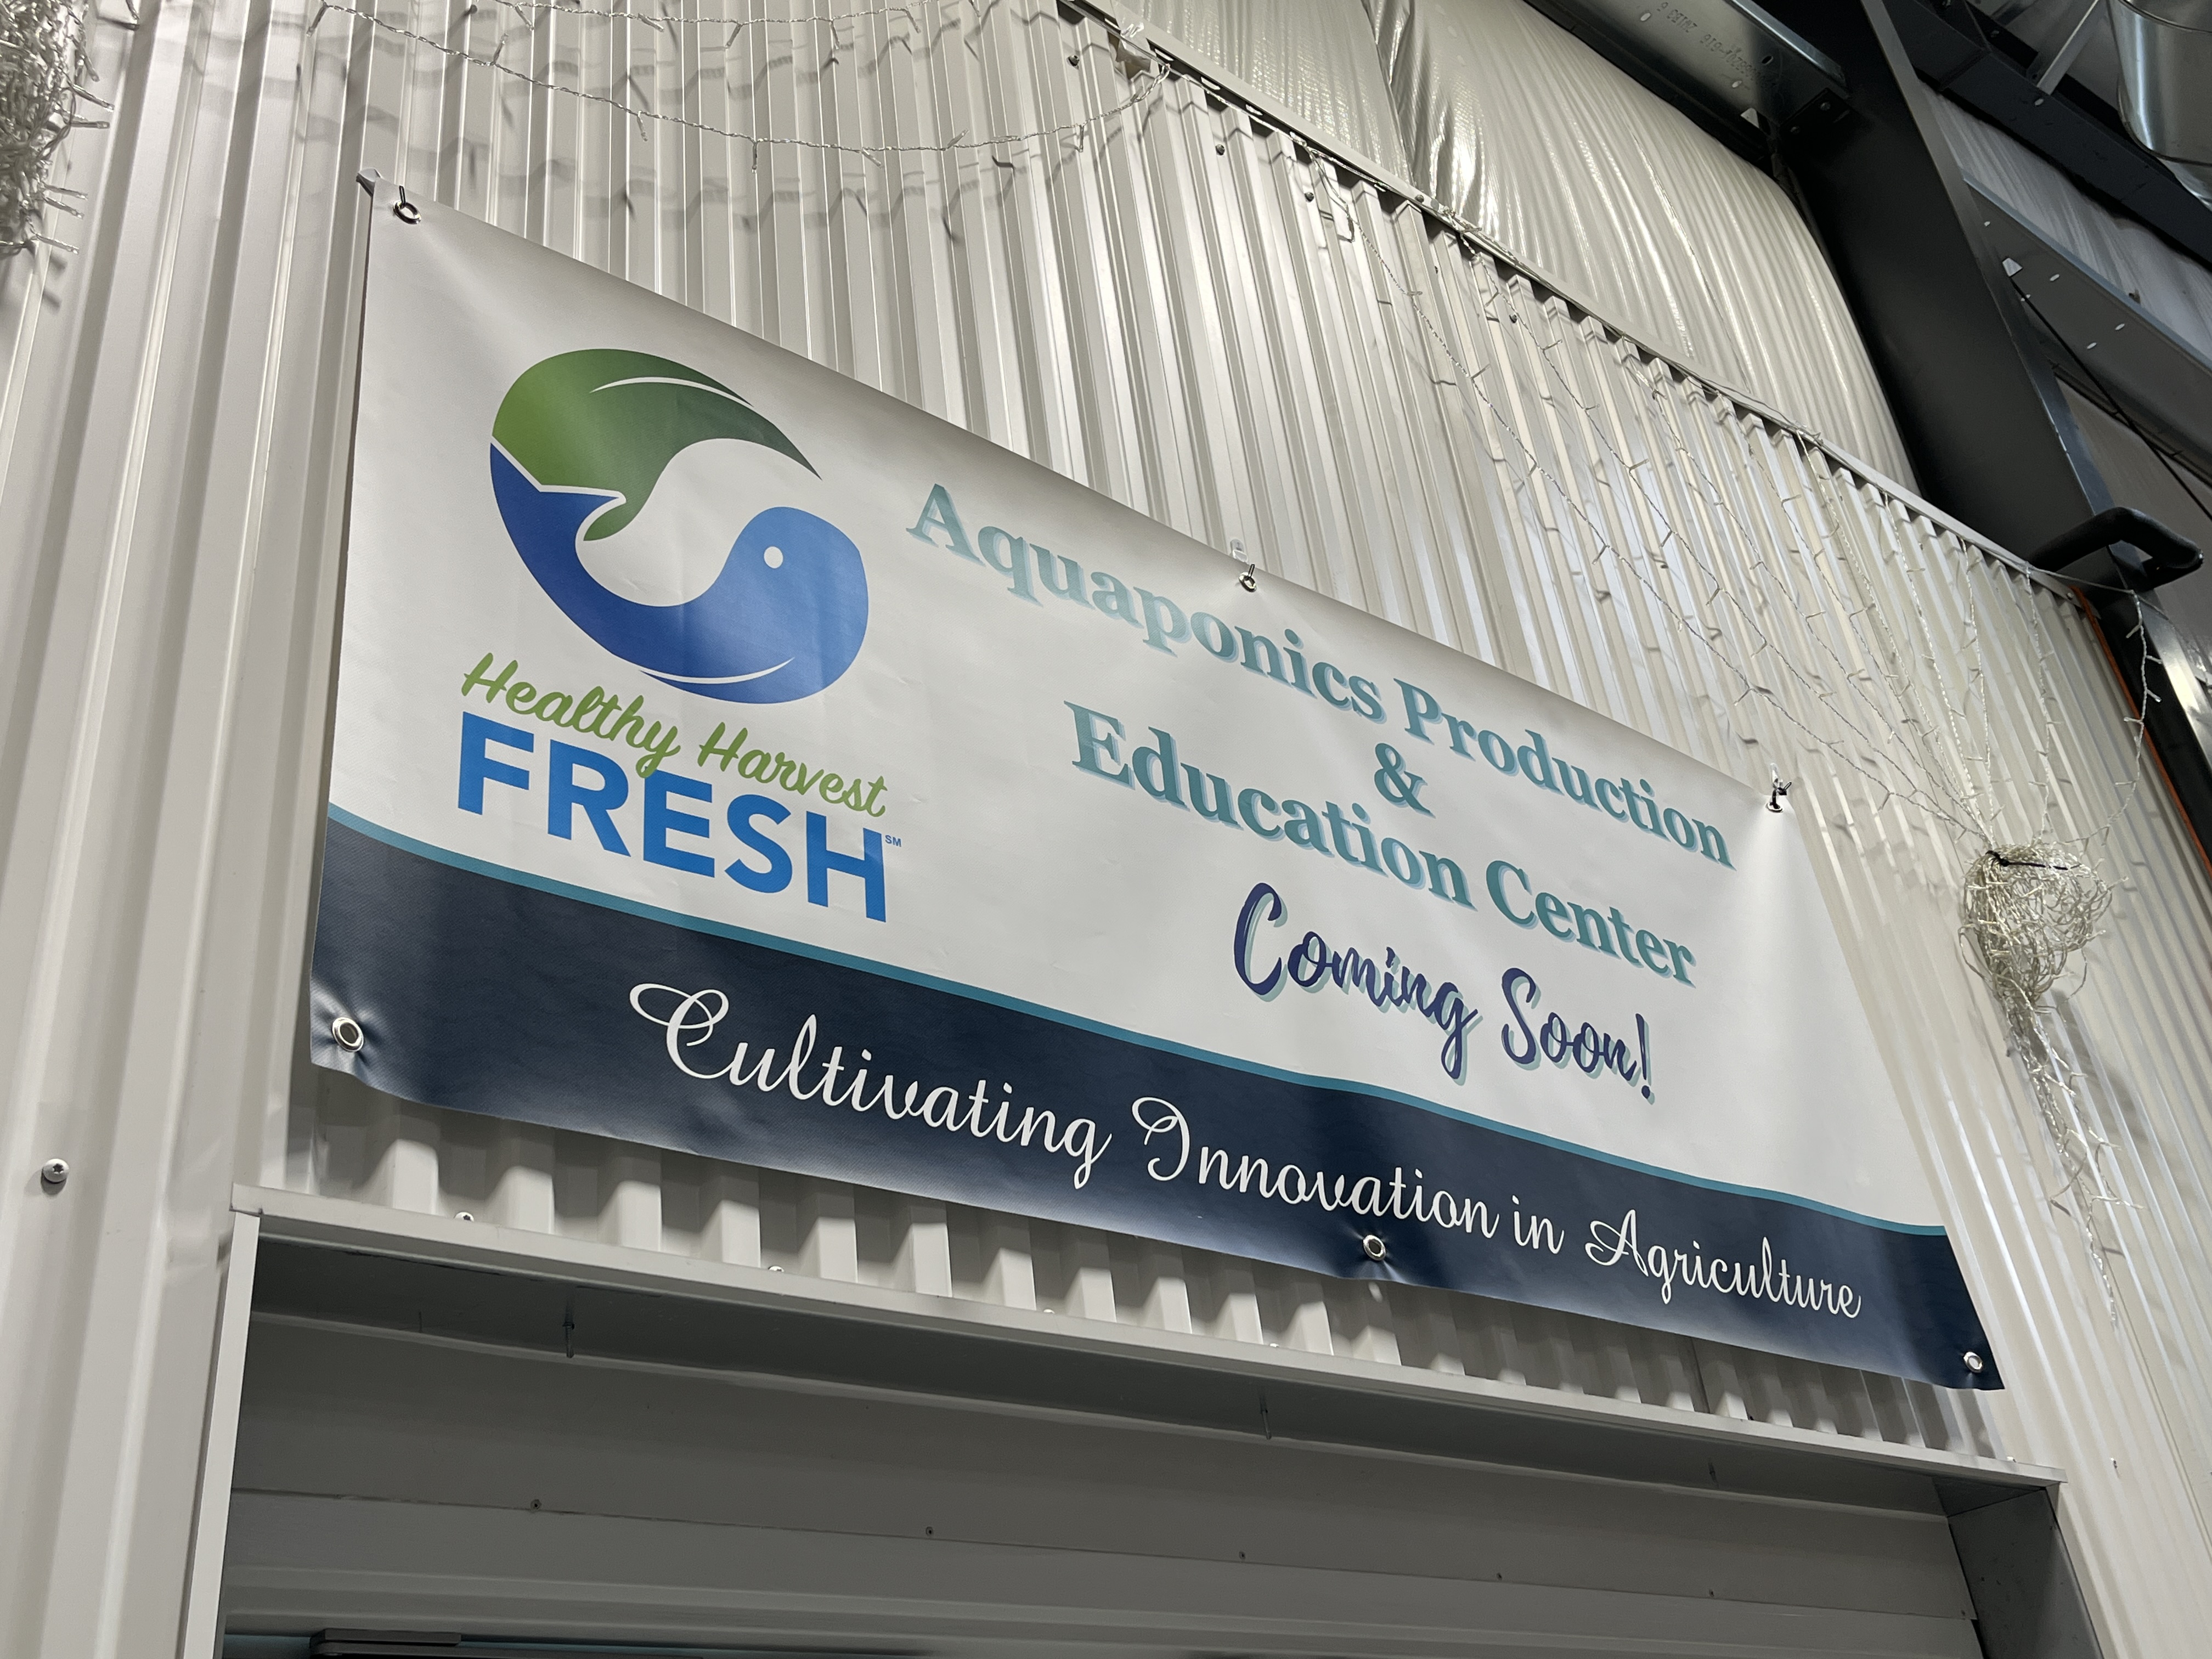 Healthy Harvest
FRESH℠
Aquaponics Production
&
Education Center
Coming Soon!
Cultivating Innovation in Agriculture